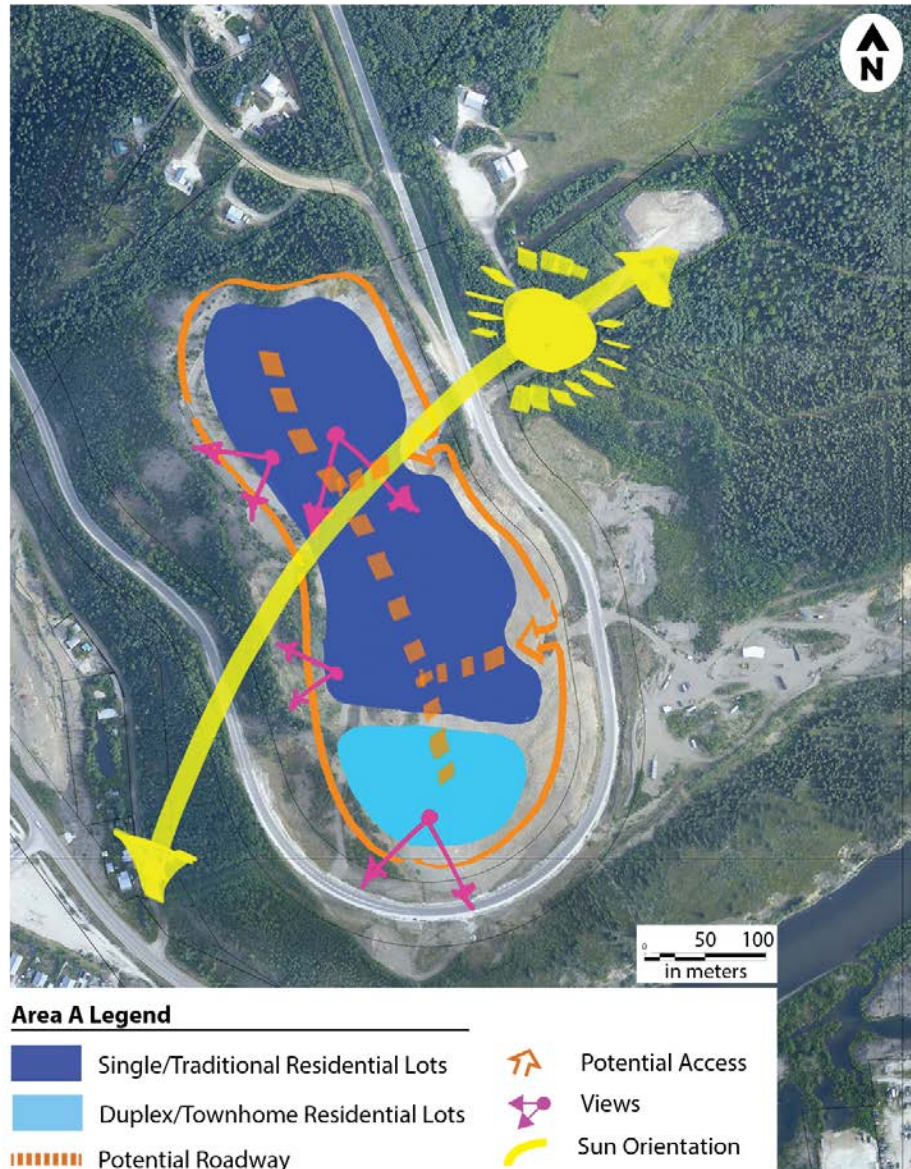 N
0 50 100
in meters
Area A Legend
Single/Traditional Residential Lots
Duplex/Townhome Residential Lots
Potential Roadway
Potential Access
Views
Sun Orientation